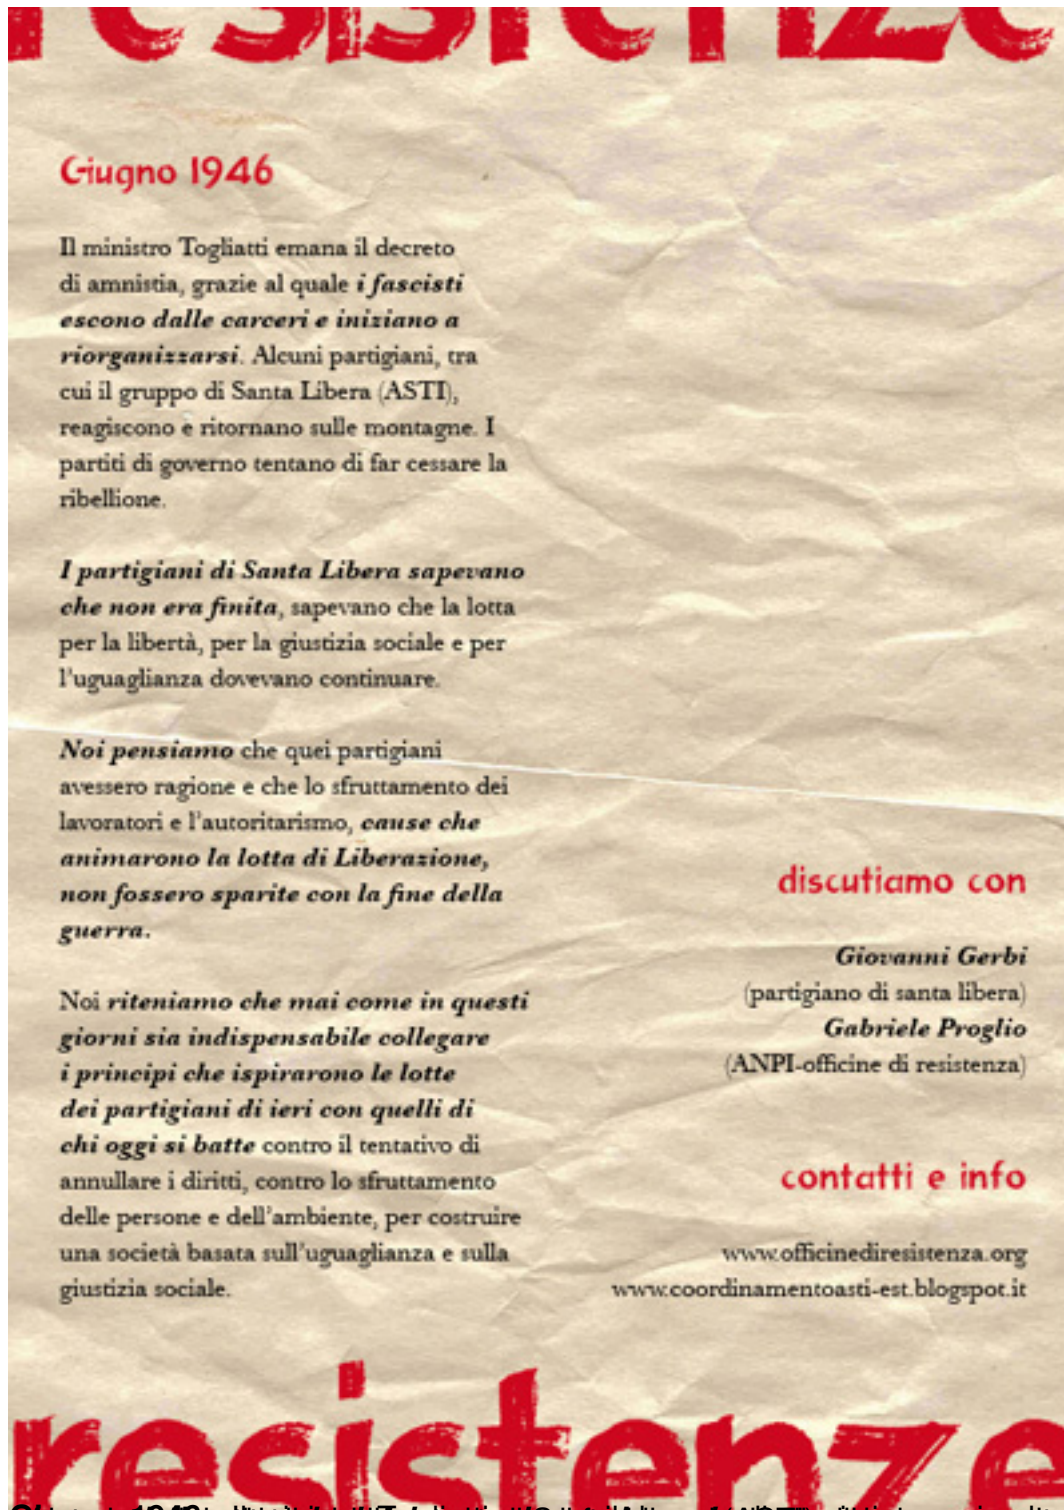 resistenze
Giugno 1946
Il ministro Togliatti emana il decreto
di amnistia, grazie al quale i fascisti
escono dalle carceri e iniziano a
riorganizzarsi. Alcuni partigiani, tra
cui il gruppo di Santa Libera (ASTI),
reagiscono e ritornano sulle montagne. I
partiti di governo tentano di far cessare la
ribellione.
I partigiani di Santa Libera sapevano
che non era finita, sapevano che la lotta
per la libertà, per la giustizia sociale e per
l'uguaglianza dovevano continuare.
Noi pensiamo che quei partigiani
avessero ragione e che lo sfruttamento dei
lavoratori e l'autoritarismo, cause che
animarono la lotta di Liberazione,
non fossero sparite con la fine della
guerra.
Noi riteniamo che mai come in questi
giorni sia indispensabile collegare
i principi che ispirarono le lotte
dei partigiani di ieri con quelli di
chi oggi si batte contro il tentativo di
annullare i diritti, contro lo sfruttamento
delle persone e dell'ambiente, per costruire
una società basata sull'uguaglianza e sulla
giustizia sociale.
discutiamo con
Giovanni Gerbi
(partigiano di santa libera)
Gabriele Proglio
(ANPI-officine di resistenza)
contatti e info
www.officinediresistenza.org
www.coordinamentoasti-est.blogspot.it
resistenze